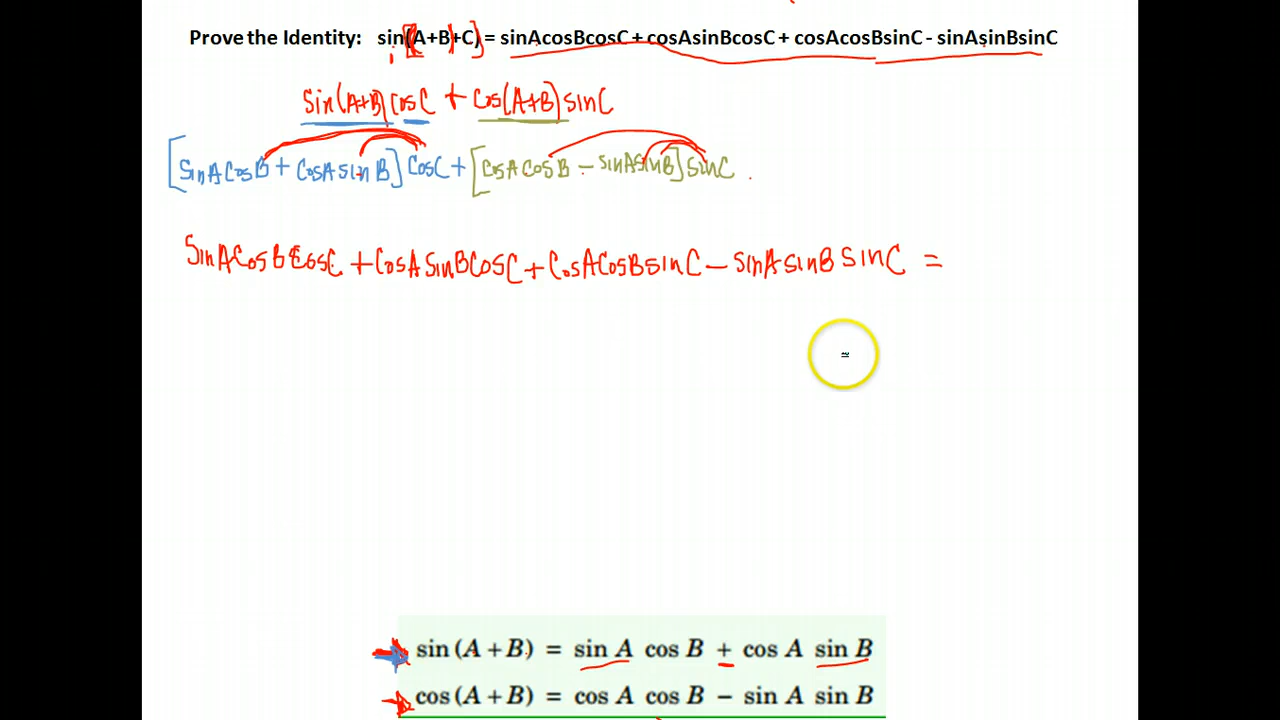 Prove the Identity: sin(A+B+C) = sinAcosBcosC + cosAsinBcosC + cosAcosBsinC - sinAsinBsinC
Sin(A+B) cosC + Cos(A+B) sinC
[SinACosB + CosAsinB] CosC + [CosACosB - sinAsinB] sinC .
SinACosBCosC + CosASinBCosC + CosACosBsinC - sinAsinBSinC =
=
sin (A + B) = sin A cos B + cos A sin B
cos (A + B) = cos A cos B − sin A sin B